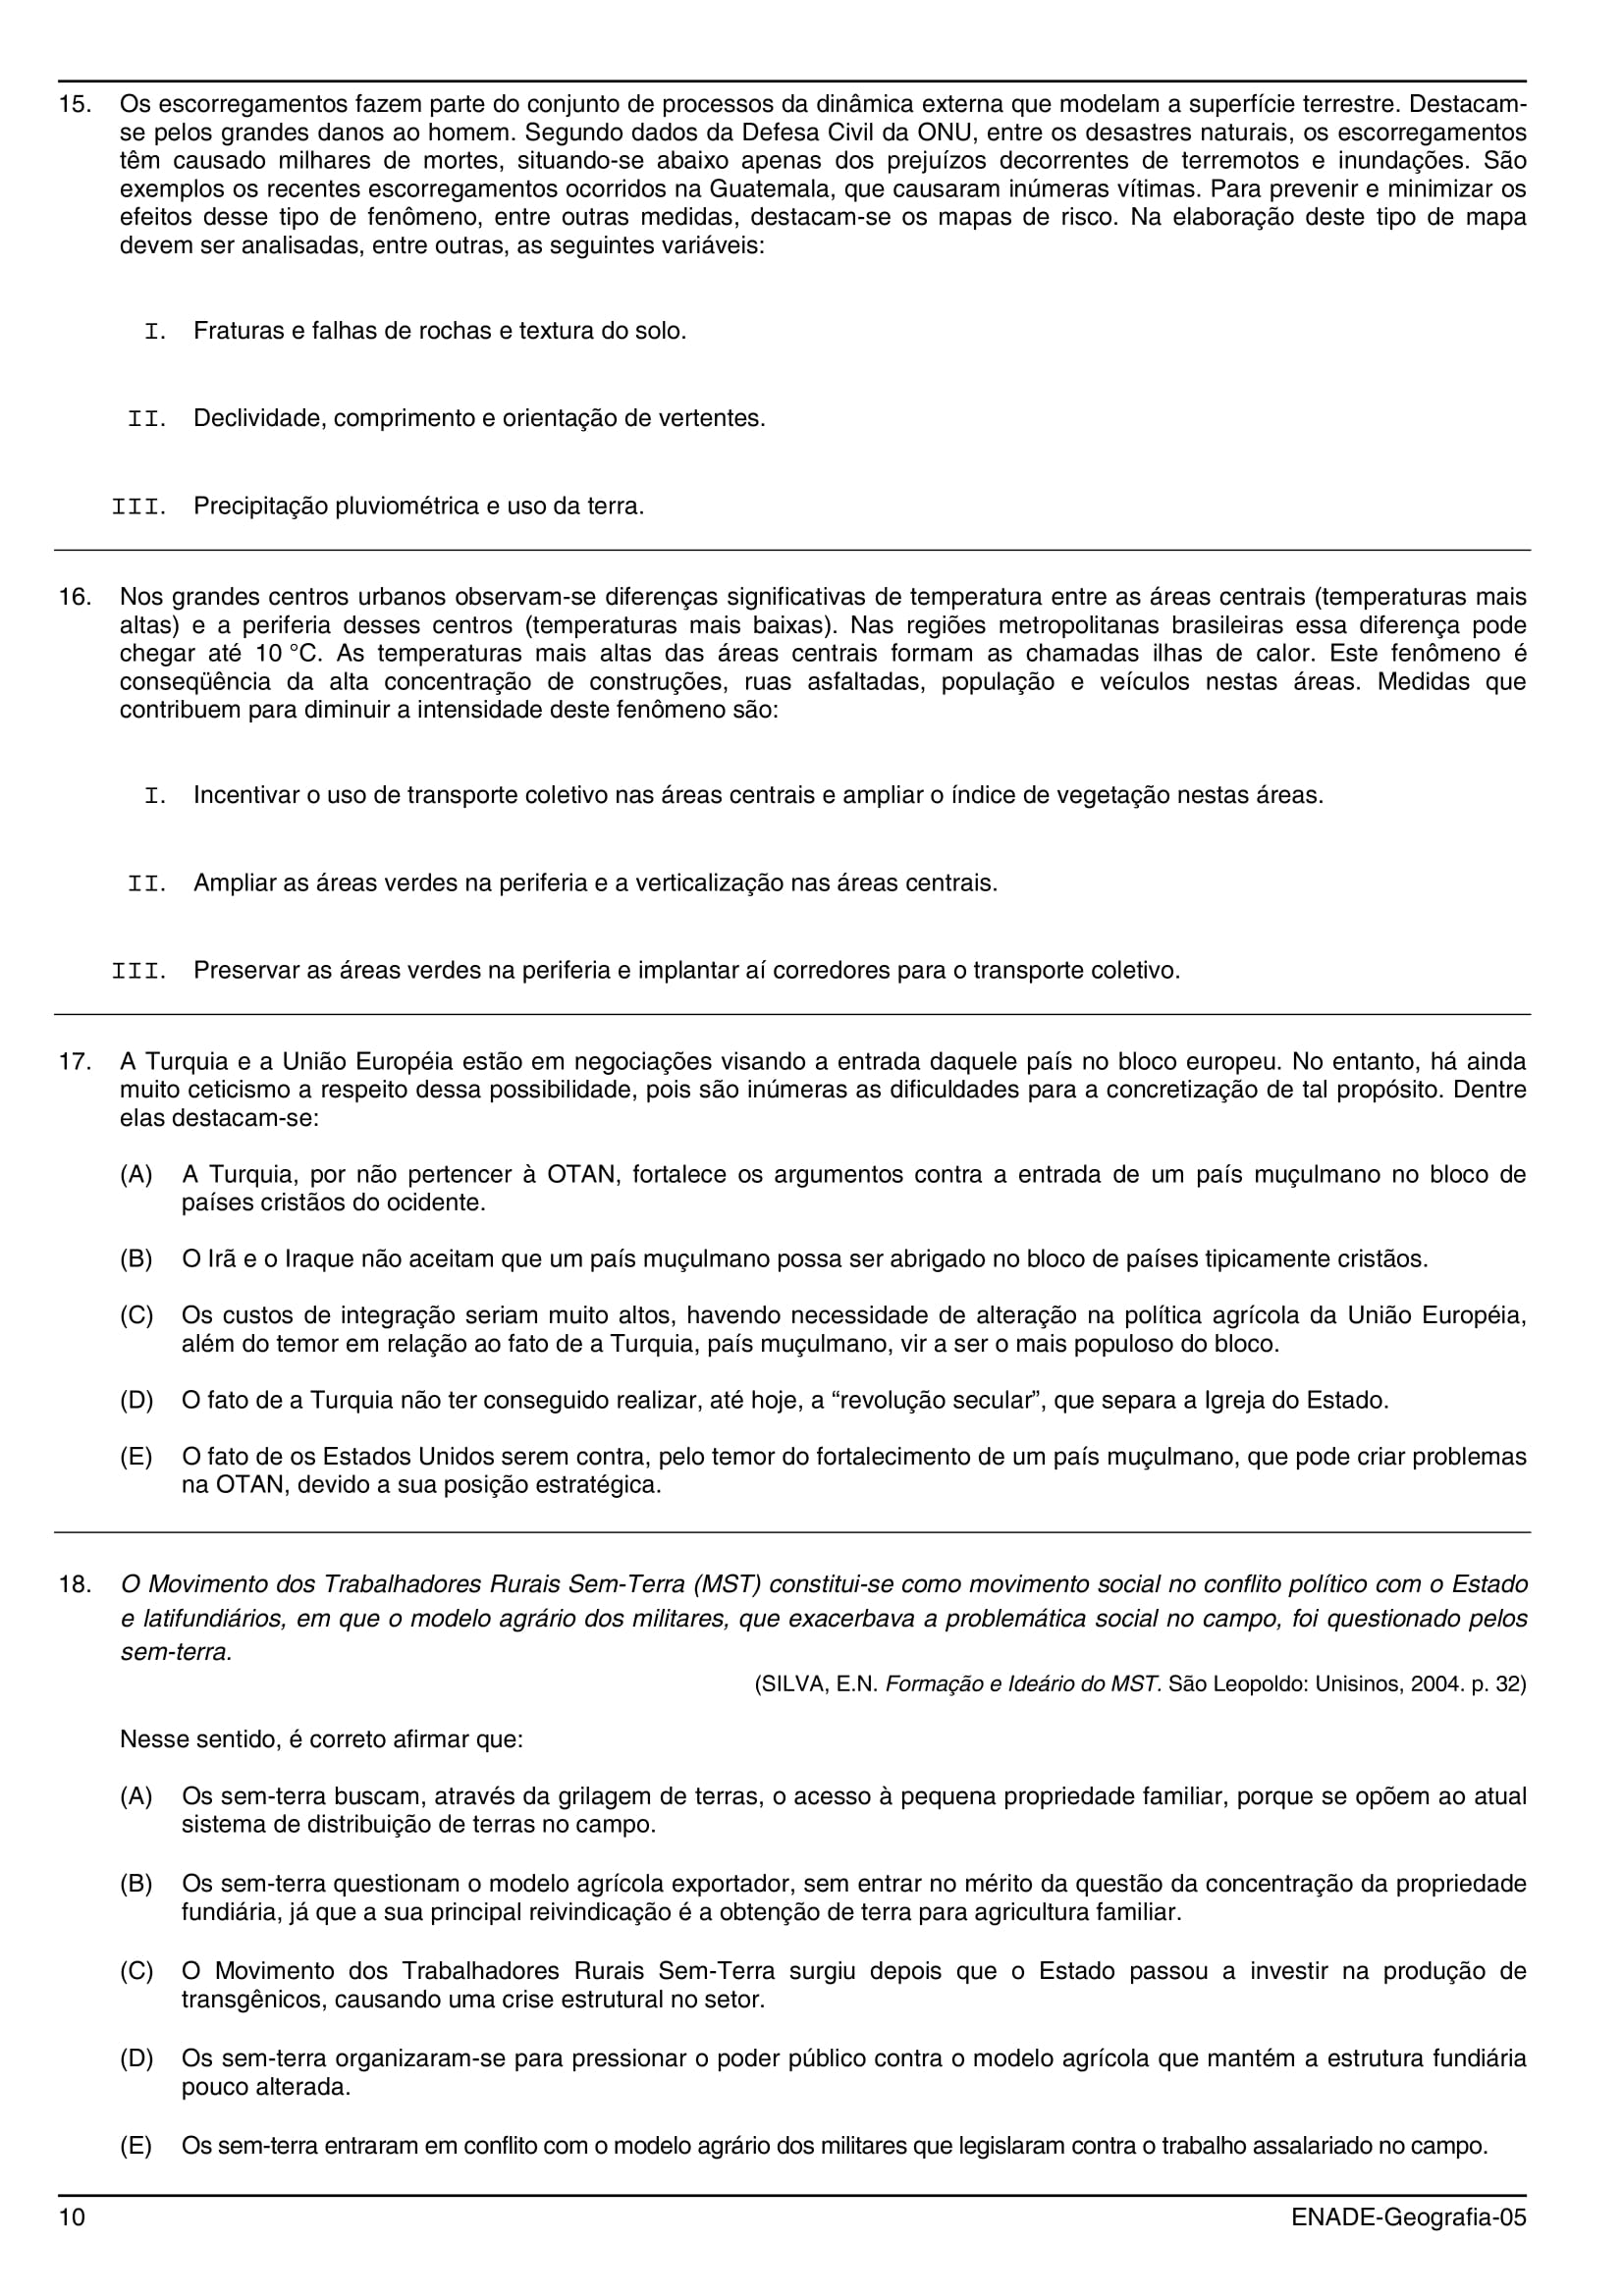 15. Os escorregamentos fazem parte do conjunto de processos da dinâmica externa que modelam a superfície terrestre. Destacam-
se pelos grandes danos ao homem. Segundo dados da Defesa Civil da ONU, entre os desastres naturais, os escorregamentos
têm causado milhares de mortes, situando-se abaixo apenas dos prejuízos decorrentes de terremotos e inundações. São
exemplos os recentes escorregamentos ocorridos na Guatemala, que causaram inúmeras vítimas. Para prevenir e minimizar os
efeitos desse tipo de fenômeno, entre outras medidas, destacam-se os mapas de risco. Na elaboração deste tipo de mapa
devem ser analisadas, entre outras, as seguintes variáveis:
I. Fraturas e falhas de rochas e textura do solo.
II. Declividade, comprimento e orientação de vertentes.
III. Precipitação pluviométrica e uso da terra.
16. Nos grandes centros urbanos observam-se diferenças significativas de temperatura entre as áreas centrais (temperaturas mais
altas) e a periferia desses centros (temperaturas mais baixas). Nas regiões metropolitanas brasileiras essa diferença pode
chegar até 10 °C. As temperaturas mais altas das áreas centrais formam as chamadas ilhas de calor. Este fenômeno é
conseqüência da alta concentração de construções, ruas asfaltadas, população e veículos nestas áreas. Medidas que
contribuem para diminuir a intensidade deste fenômeno são:
I. Incentivar o uso de transporte coletivo nas áreas centrais e ampliar o índice de vegetação nestas áreas.
II. Ampliar as áreas verdes na periferia e a verticalização nas áreas centrais.
III. Preservar as áreas verdes na periferia e implantar aí corredores para o transporte coletivo.
17. A Turquia e a União Européia estão em negociações visando a entrada daquele país no bloco europeu. No entanto, há ainda
muito ceticismo a respeito dessa possibilidade, pois são inúmeras as dificuldades para a concretização de tal propósito. Dentre
elas destacam-se:
(A) A Turquia, por não pertencer à OTAN, fortalece os argumentos contra a entrada de um país muçulmano no bloco de
países cristãos do ocidente.
(B) O Irã e o Iraque não aceitam que um país muçulmano possa ser abrigado no bloco de países tipicamente cristãos.
(C) Os custos de integração seriam muito altos, havendo necessidade de alteração na política agrícola da União Européia,
além do temor em relação ao fato de a Turquia, país muçulmano, vir a ser o mais populoso do bloco.
(D) O fato de a Turquia não ter conseguido realizar, até hoje, a “revolução secular”, que separa a Igreja do Estado.
(E) O fato de os Estados Unidos serem contra, pelo temor do fortalecimento de um país muçulmano, que pode criar problemas
na OTAN, devido a sua posição estratégica.
18. O Movimento dos Trabalhadores Rurais Sem-Terra (MST) constitui-se como movimento social no conflito político com o Estado
e latifundiários, em que o modelo agrário dos militares, que exacerbava a problemática social no campo, foi questionado pelos
sem-terra.
(SILVA, E.N. Formação e Ideário do MST. São Leopoldo: Unisinos, 2004. p. 32)
Nesse sentido, é correto afirmar que:
(A) Os sem-terra buscam, através da grilagem de terras, o acesso à pequena propriedade familiar, porque se opõem ao atual
sistema de distribuição de terras no campo.
(B) Os sem-terra questionam o modelo agrícola exportador, sem entrar no mérito da questão da concentração da propriedade
fundiária, já que a sua principal reivindicação é a obtenção de terra para agricultura familiar.
(C) O Movimento dos Trabalhadores Rurais Sem-Terra surgiu depois que o Estado passou a investir na produção de
transgênicos, causando uma crise estrutural no setor.
(D) Os sem-terra organizaram-se para pressionar o poder público contra o modelo agrícola que mantém a estrutura fundiária
pouco alterada.
(E) Os sem-terra entraram em conflito com o modelo agrário dos militares que legislaram contra o trabalho assalariado no campo.
10 ENADE-Geografia-05